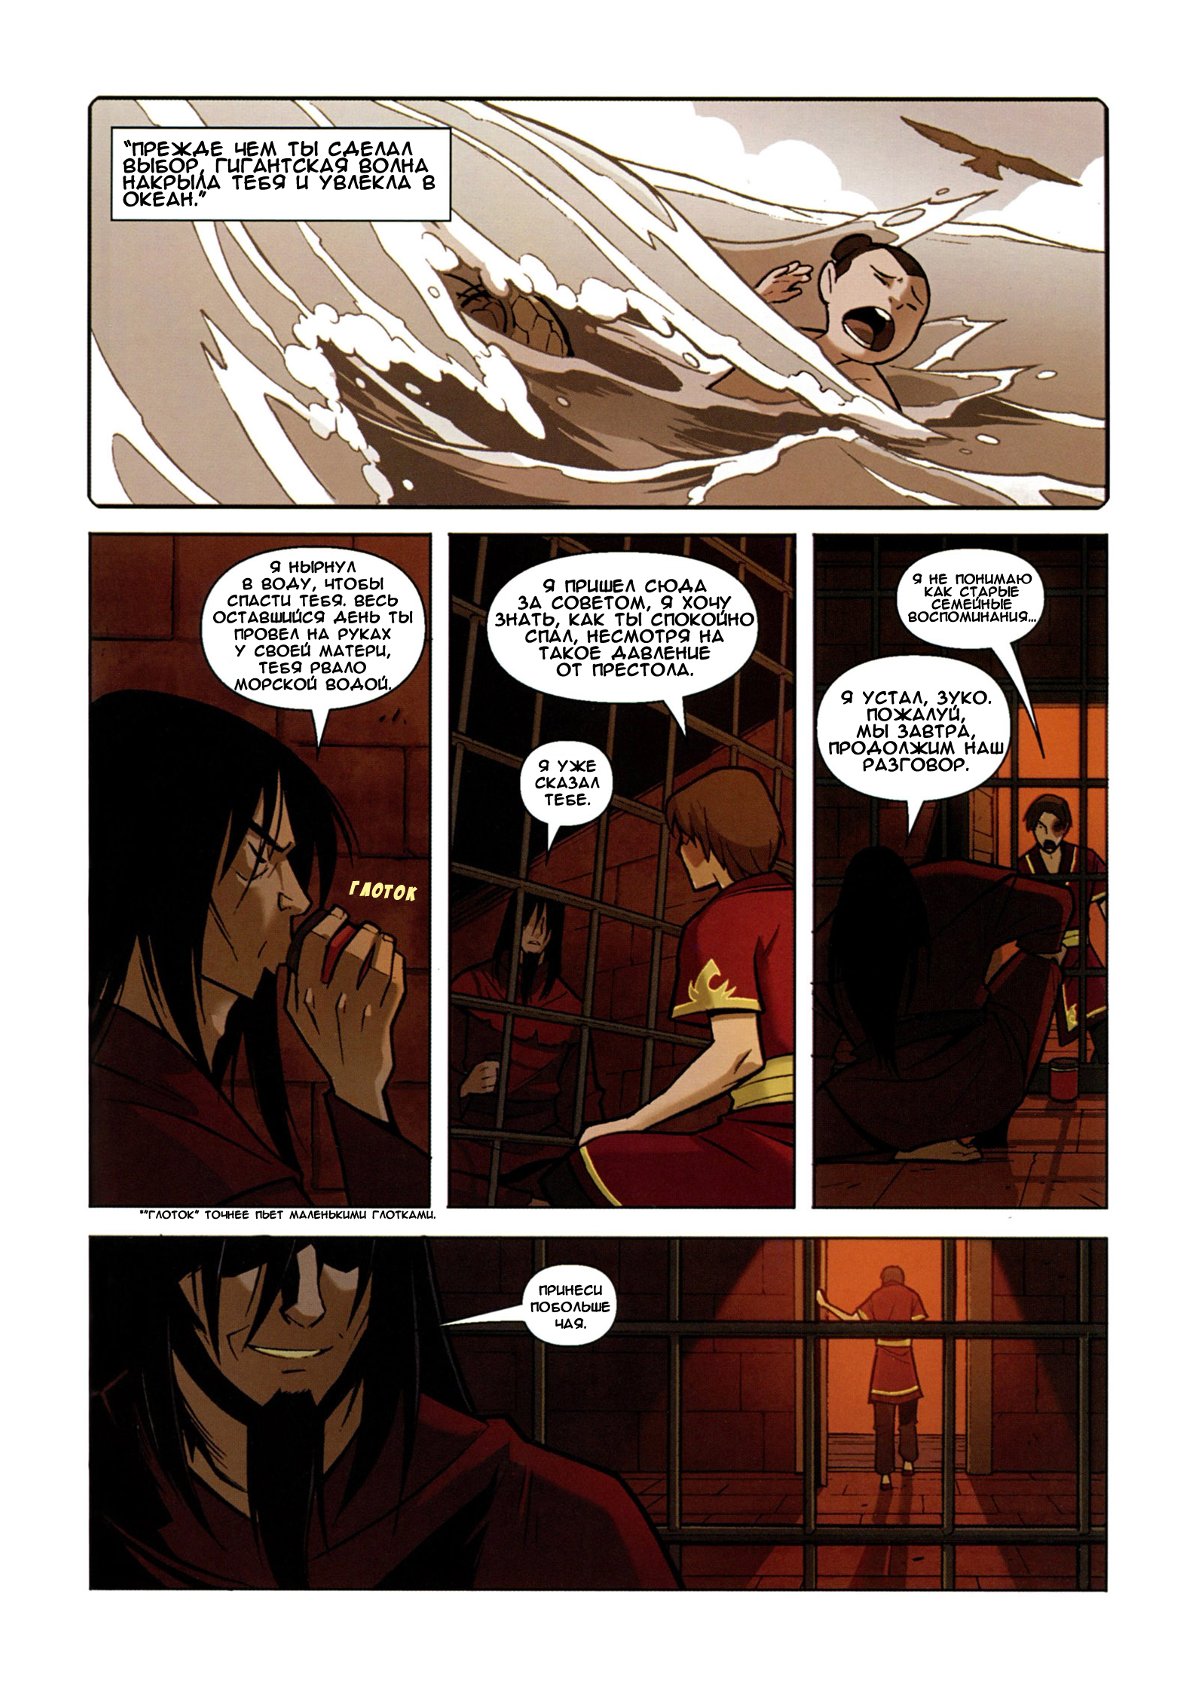 "ПРЕЖДЕ ЧЕМ ТЫ СДЕЛАЛ
ВЫБОР, ГИГАНТСКАЯ ВОЛНА
НАКРЫЛА ТЕБЯ И УВЛЕКЛА В
ОКЕАН."
Я НЫРНУЛ
В ВОДУ, ЧТОБЫ
СПАСТИ ТЕБЯ. ВЕСЬ
ОСТАВШИЙСЯ ДЕНЬ ТЫ
ПРОВЕЛ НА РУКАХ
У СВОЕЙ МАТЕРИ,
ТЕБЯ РВАЛО
МОРСКОЙ ВОДОЙ.
ГЛОТОК
Я ПРИШЕЛ СЮДА
ЗА СОВЕТОМ, Я ХОЧУ
ЗНАТЬ, КАК ТЫ СПОКОЙНО
СПАЛ, НЕСМОТРЯ НА
ТАКОЕ ДАВЛЕНИЕ
ОТ ПРЕСТОЛА.
Я УЖЕ
СКАЗАЛ
ТЕБЕ.
Я НЕ ПОНИМАЮ
КАК СТАРЫЕ
СЕМЕЙНЫЕ
ВОСПОМИНАНИЯ...
Я УСТАЛ, ЗУКО.
ПОЖАЛУЙ,
МЫ ЗАВТРА,
ПРОДОЛЖИМ НАШ
РАЗГОВОР.
*"ГЛОТОК" ТОЧНЕЕ ПЬЕТ МАЛЕНЬКИМИ ГЛОТКАМИ.
ПРИНЕСИ
ПОБОЛЬШЕ
ЧАЯ.